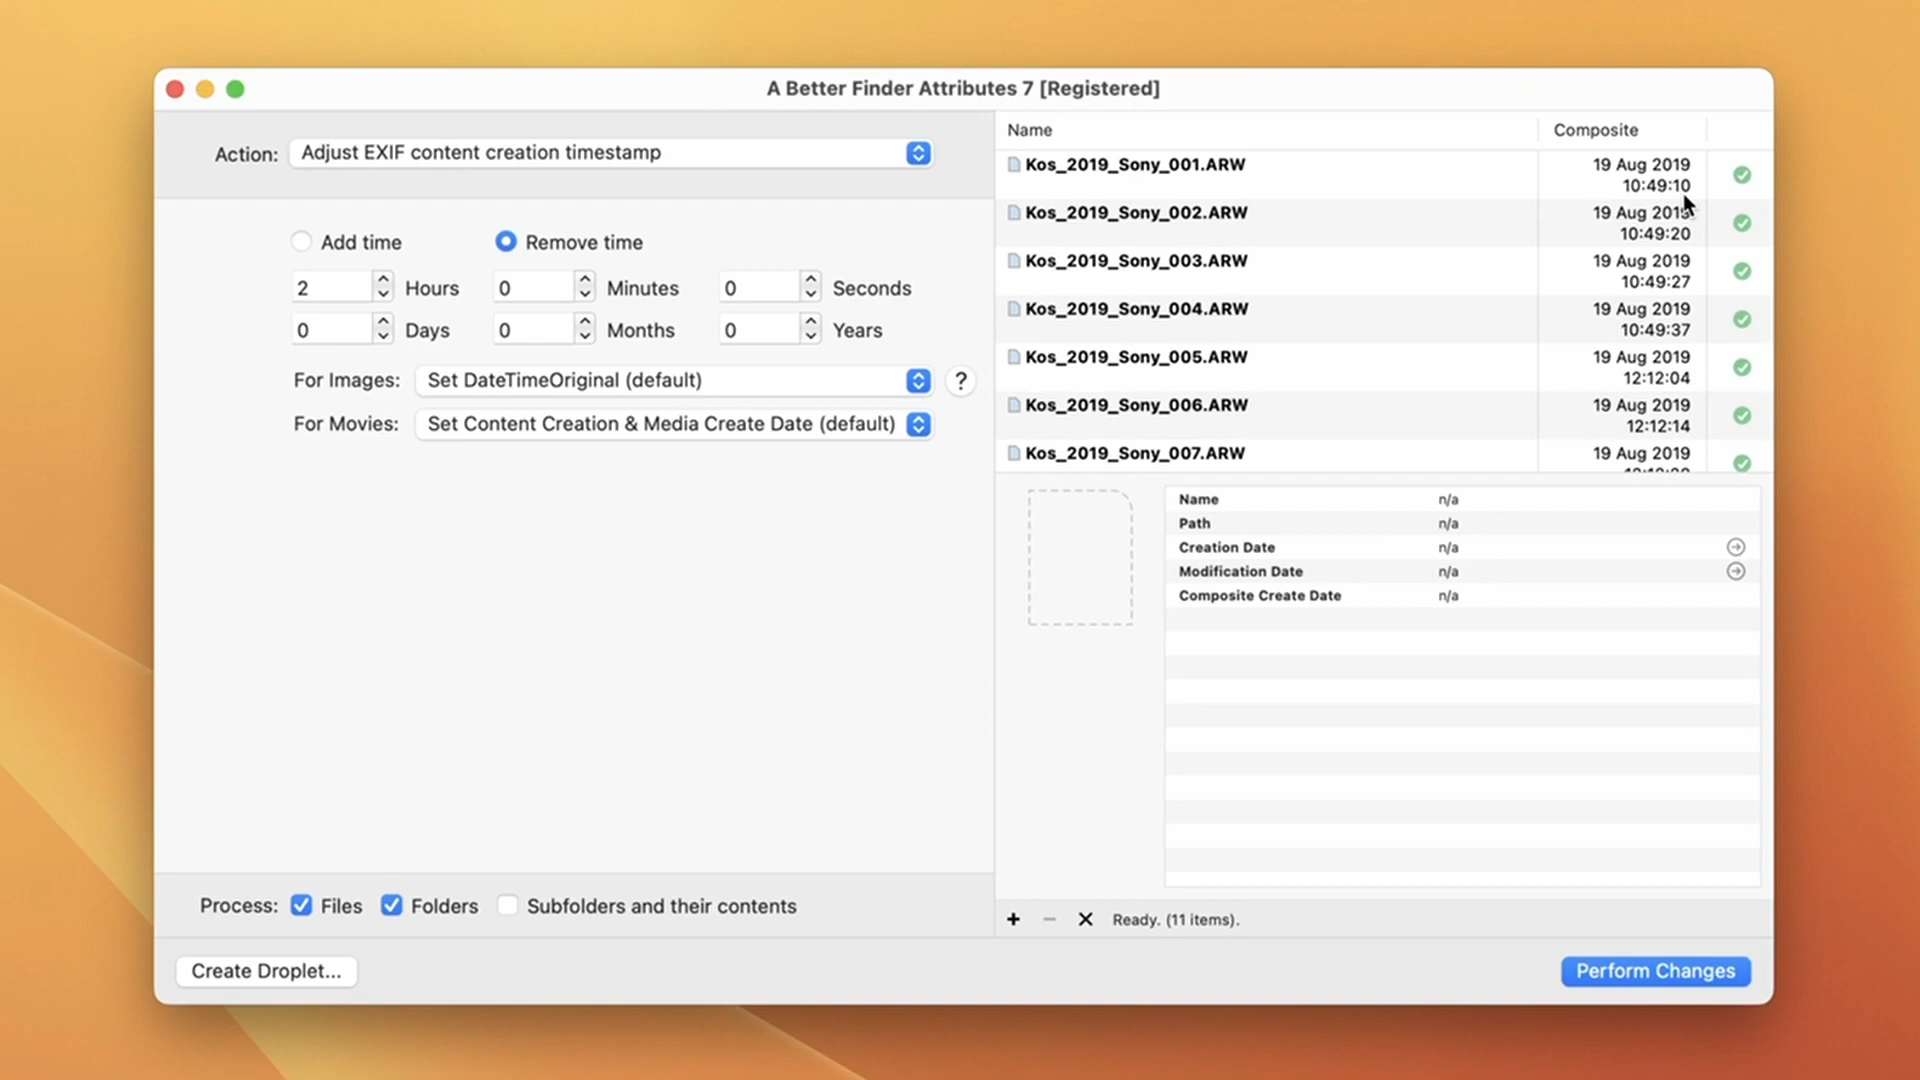 A Better Finder Attributes 7 [Registered]
Action: Adjust EXIF content creation timestamp
Add time Remove time
2 Hours 0 Minutes 0 Seconds
0 Days 0 Months 0 Years
For Images: Set DateTimeOriginal (default) ?
For Movies: Set Content Creation & Media Create Date (default)
Process: Files Folders Subfolders and their contents
Create Droplet...
Name Composite
Kos_2019_Sony_001.ARW 19 Aug 2019
10:49:10
Kos_2019_Sony_002.ARW 19 Aug 2019
10:49:20
Kos_2019_Sony_003.ARW 19 Aug 2019
10:49:27
Kos_2019_Sony_004.ARW 19 Aug 2019
10:49:37
Kos_2019_Sony_005.ARW 19 Aug 2019
12:12:04
Kos_2019_Sony_006.ARW 19 Aug 2019
12:12:14
Kos_2019_Sony_007.ARW 19 Aug 2019
Name n/a
Path n/a
Creation Date n/a
Modification Date n/a
Composite Create Date n/a
Ready. (11 items).
Perform Changes